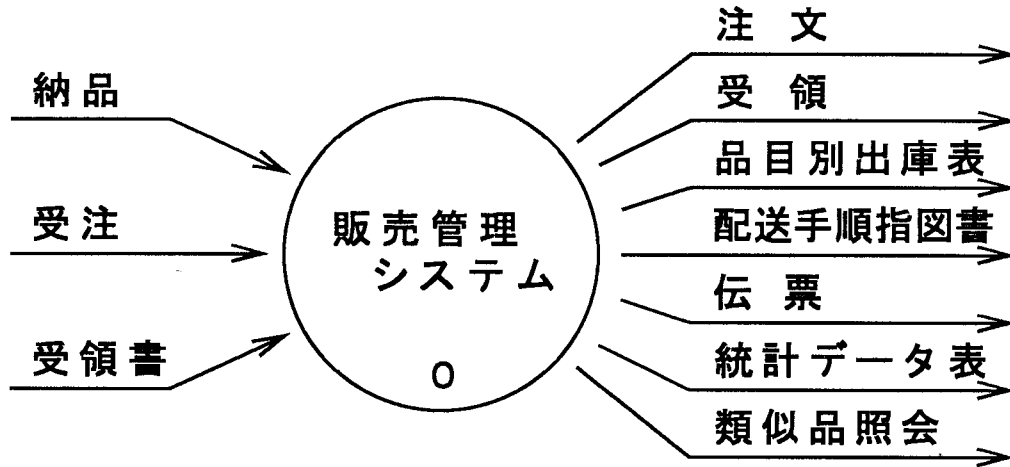 納品
受注
受領書
販売管理
システム
0
注文
受領
品目別出庫表
配送手順指図書
伝票
統計データ表
類似品照会